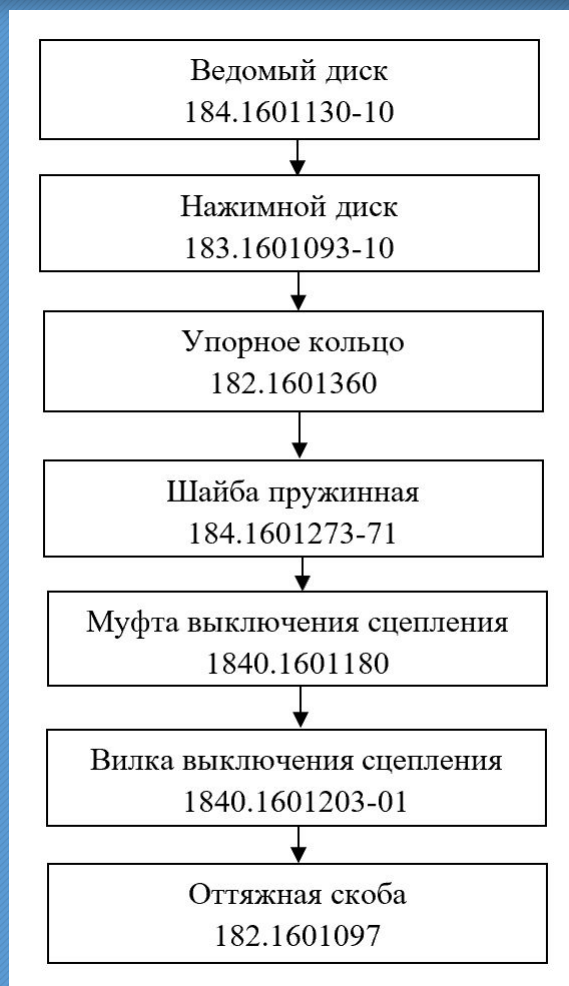 Ведомый диск
184.1601130-10
Нажимной диск
183.1601093-10
Упорное кольцо
182.1601360
Шайба пружинная
184.1601273-71
Муфта выключения сцепления
1840.1601180
Вилка выключения сцепления
1840.1601203-01
Оттяжная скоба
182.1601097